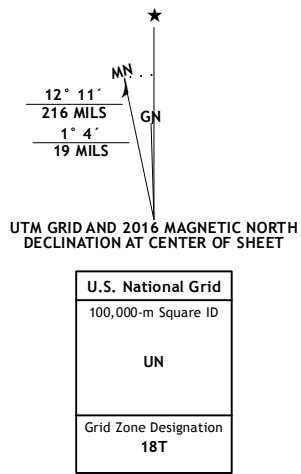 ★
MN
GN
12° 11´
216 MILS
1° 4´
19 MILS
UTM GRID AND 2016 MAGNETIC NORTH
DECLINATION AT CENTER OF SHEET
U.S. National Grid
100,000-m Square ID
UN
Grid Zone Designation
18T